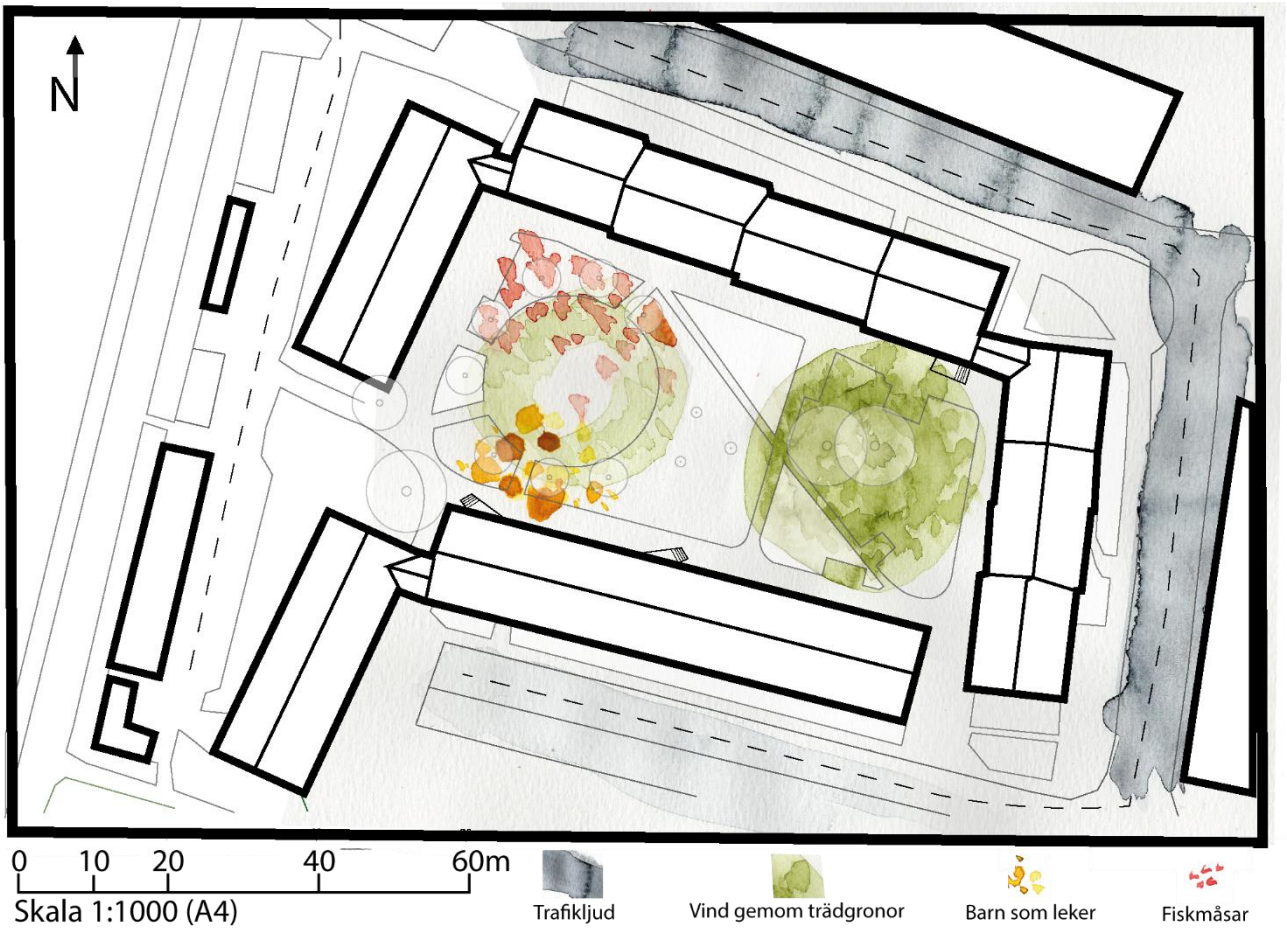 N
0 10 20 40 60m
Skala 1:1000 (A4)
Trafikljud
Vind gemom trädgronor
Barn som leker
Fiskmåsar